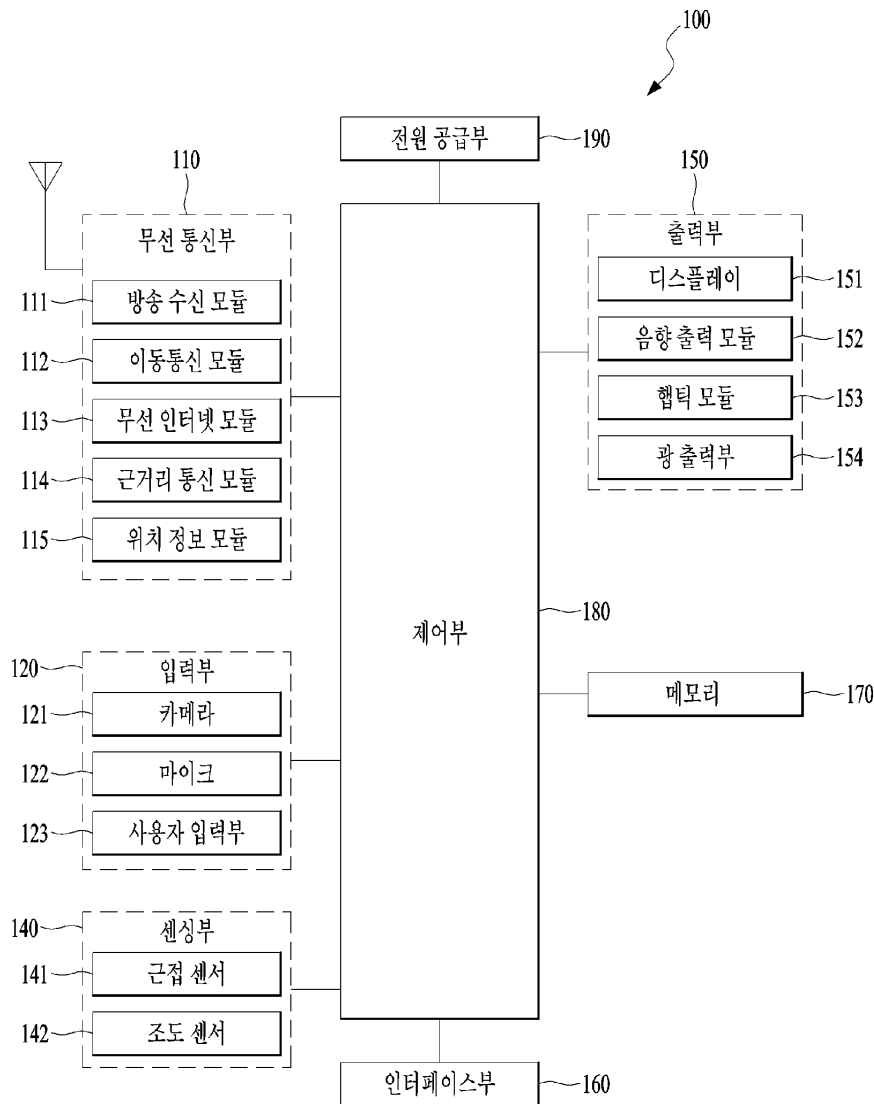 100
전원 공급부
190
110
무선 통신부
111
방송 수신 모듈
112
이동통신 모듈
113
무선 인터넷 모듈
114
근거리 통신 모듈
115
위치 정보 모듈
120
입력부
121
카메라
122
마이크
123
사용자 입력부
140
센싱부
141
근접 센서
142
조도 센서
제어부
180
150
출력부
디스플레이
151
음향 출력 모듈
152
햅틱 모듈
153
광 출력부
154
메모리
170
인터페이스부
160